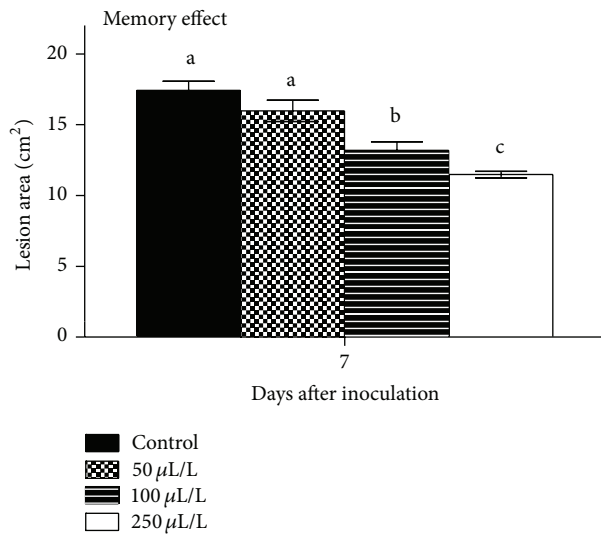 Memory effect
Lesion area (cm²)
20
15
10
5
0
a
a
b
c
7
Days after inoculation
Control
50 μL/L
100 μL/L
250 μL/L